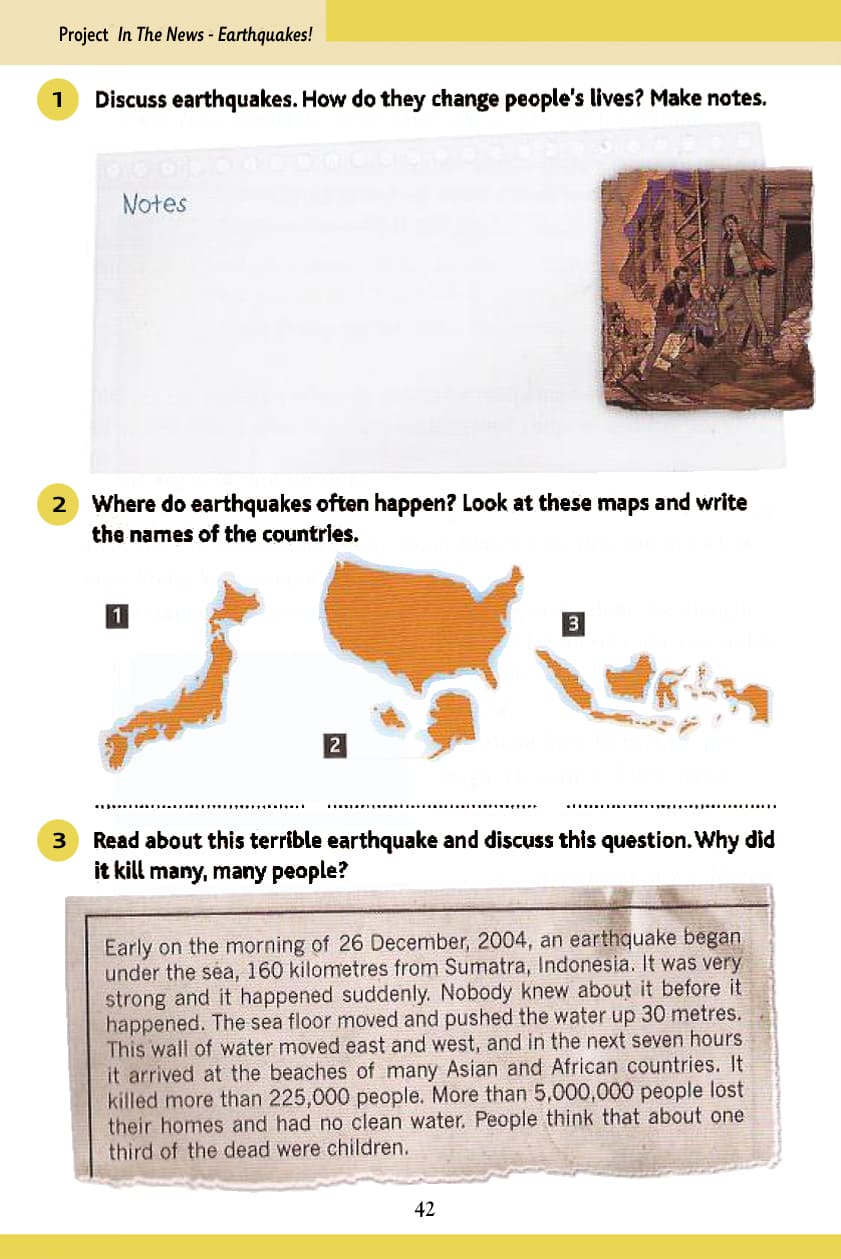 Project In The News - Earthquakes!
1 Discuss earthquakes. How do they change people's lives? Make notes.
Notes
2 Where do earthquakes often happen? Look at these maps and write
the names of the countries.
1
3
2
3 Read about this terrible earthquake and discuss this question. Why did
it kill many, many people?
Early on the morning of 26 December, 2004, an earthquake began
under the sea, 160 kilometres from Sumatra, Indonesia. It was very
strong and it happened suddenly. Nobody knew about it before it
happened. The sea floor moved and pushed the water up 30 metres.
This wall of water moved east and west, and in the next seven hours
it arrived at the beaches of many Asian and African countries. It
killed more than 225,000 people. More than 5,000,000 people lost
their homes and had no clean water. People think that about one
third of the dead were children.
42